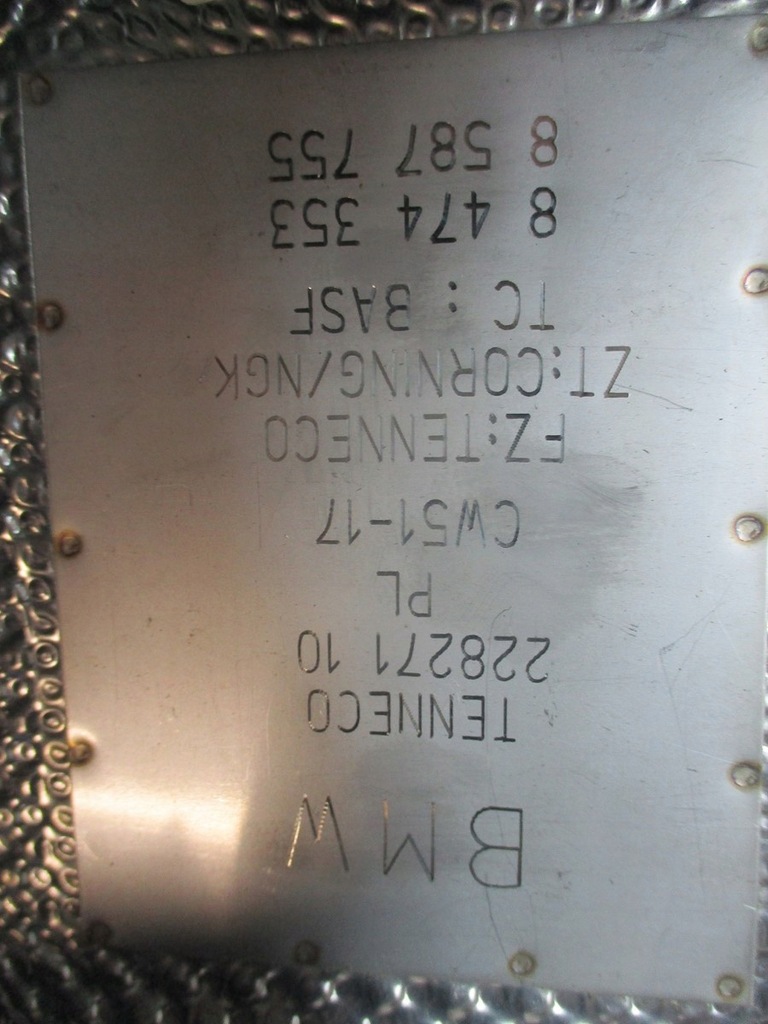 BMW
TENNECO
228271 10
PL
CW51-17
FZ:TENNECO
ZT:CORNING/NGK
TC : BASF
8 474 353
8 587 755